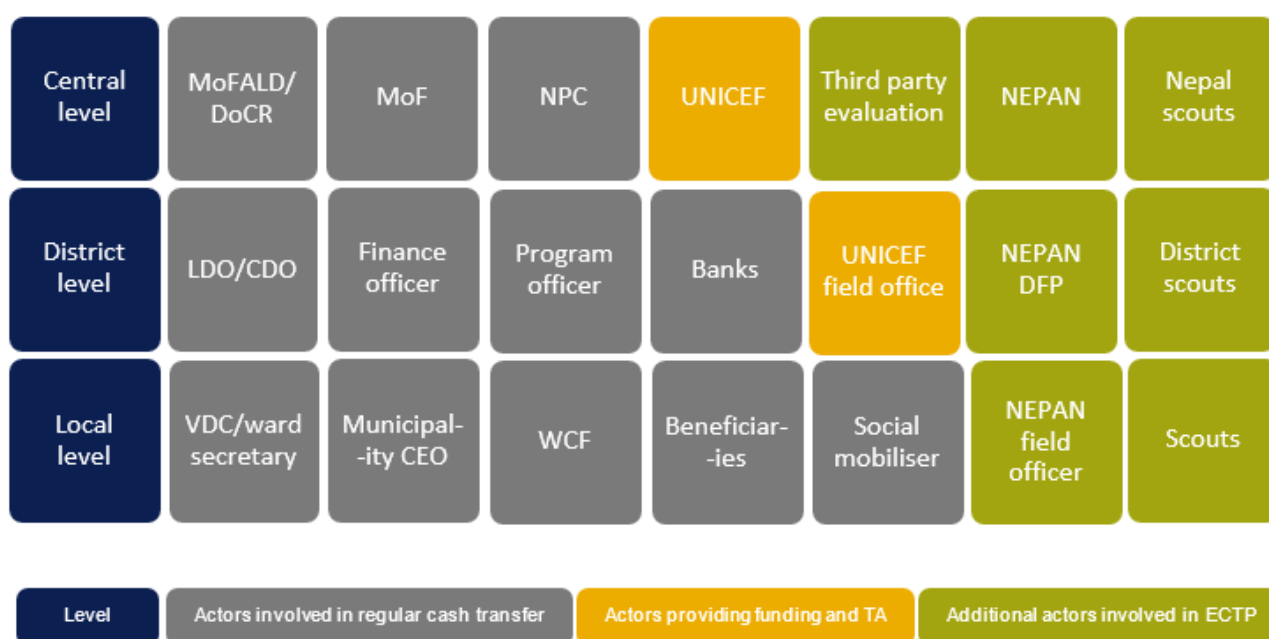 Central
level
MoFALD/
DoCR
MoF
NPC
UNICEF
Third party
evaluation
NEPAN
Nepal
scouts
District
level
LDO/CDO
Finance
officer
Program
officer
Banks
UNICEF
field office
NEPAN
DFP
District
scouts
Local
level
VDC/ward
secretary
Municipal-
-ity CEO
WCF
Beneficiar-
-ies
Social
mobiliser
NEPAN
field
officer
Scouts
Level
Actors involved in regular cash transfer
Actors providing funding and TA
Additional actors involved in ECTP